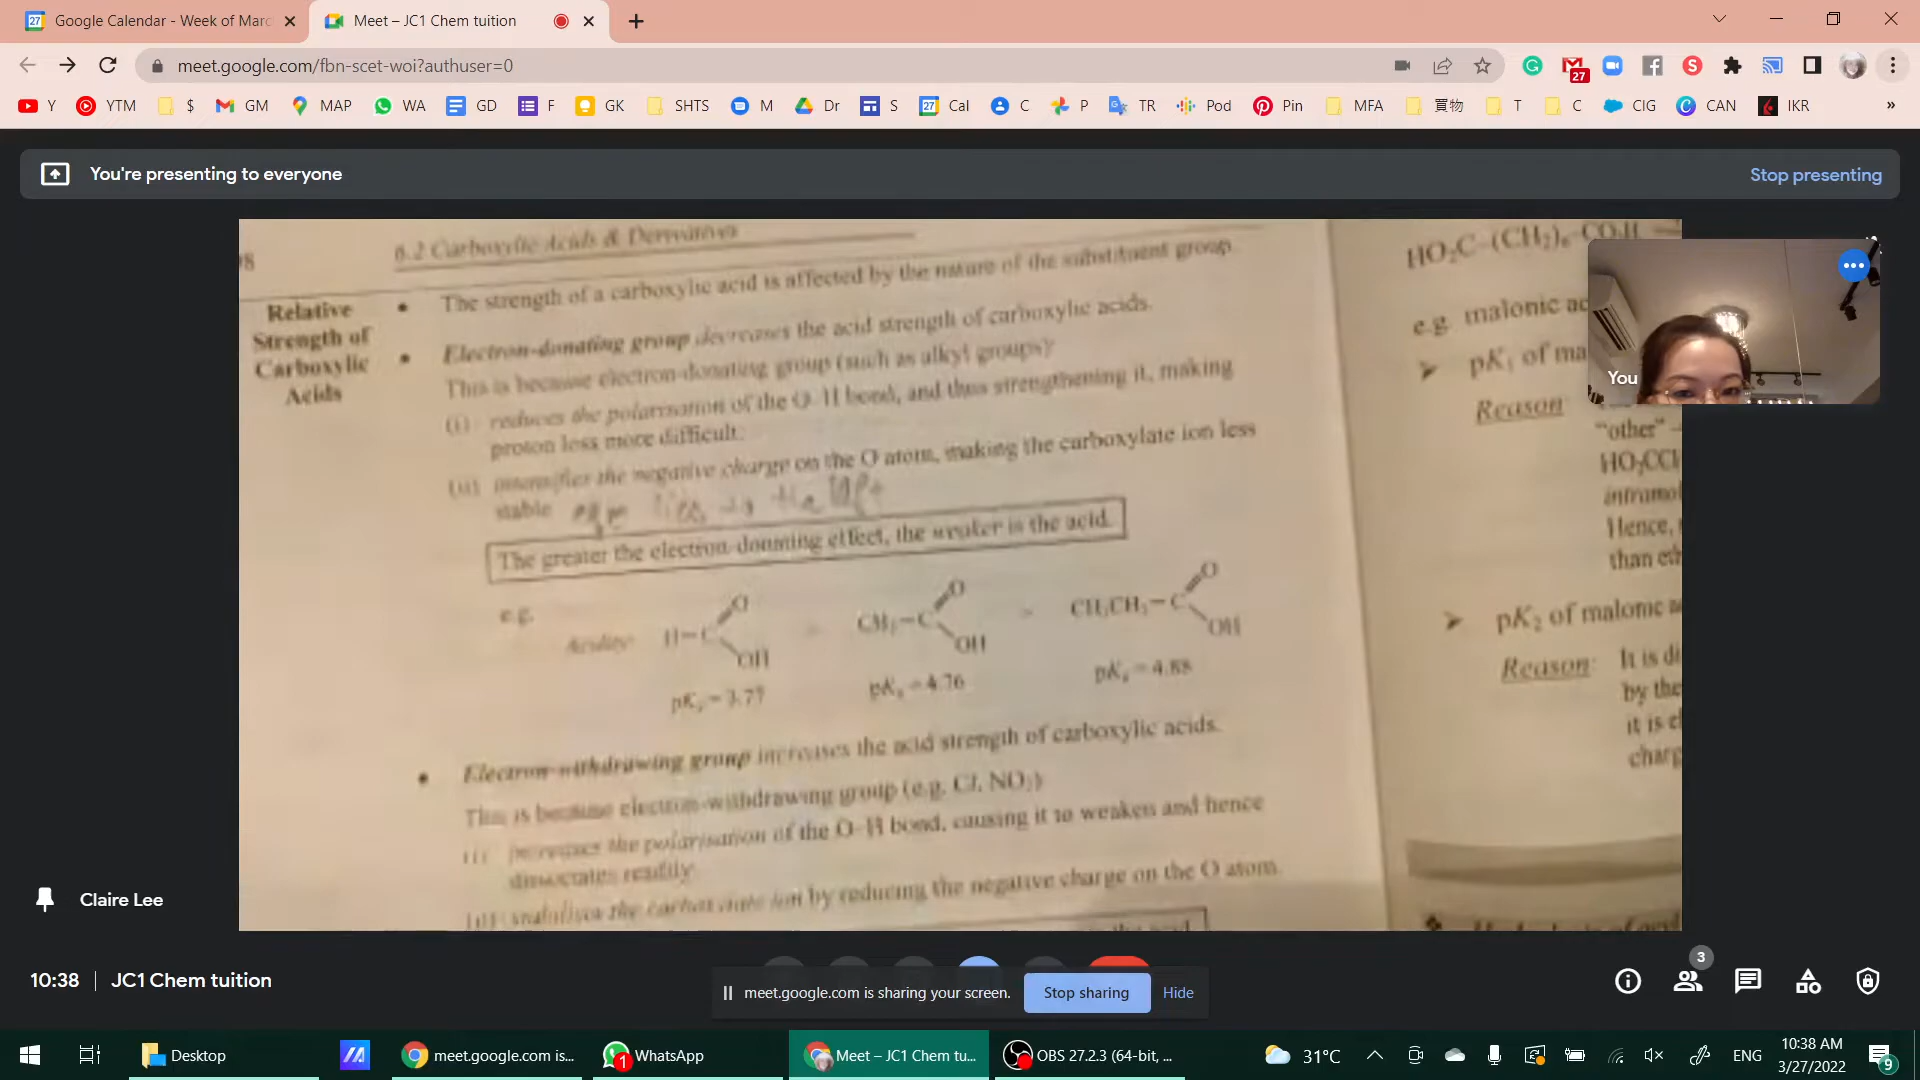 Google Calendar - Week of Marc
Meet – JC1 Chem tuition
meet.google.com/fbn-scet-woi?authuser=0
27
Y YTM $ GM MAP WA GD F GK SHTS M Dr S Cal C P TR Pod Pin MFA 買物 T C CIG CAN IKR »
You're presenting to everyone
Stop presenting
6.2 Carboxylic Acids & Derivatives
Relative
Strength of
Carboxylic
Acids
• The strength of a carboxylic acid is affected by the nature of the substituent group.
• Electron-donating group decreases the acid strength of carboxylic acids.
This is because electron-donating group (such as alkyl groups):
(i) reduces the polarisation of the O–H bond, and thus strengthening it, making
proton loss more difficult.
(ii) intensifies the negative charge on the O atom, making the carboxylate ion less
stable
The greater the electron-donating effect, the weaker is the acid.
e.g.
Acidity: H–C O OH > CH3–C O OH > CH3CH2–C O OH
pKa = 3.77 pKa = 4.76 pKa = 4.88
• Electron-withdrawing group increases the acid strength of carboxylic acids.
This is because electron-withdrawing group (e.g. Cl, NO2)
(i) increases the polarisation of the O–H bond, causing it to weaken and hence
dissociates readily
(ii) stabilises the carboxylate ion by reducing the negative charge on the O atom.
the acid
HO2C–(CH2)n–CO2H
e.g. malonic ac
➤ pK1 of ma
Reason
"other"
HO2CCH
intramol
Hence,
than eth
➤ pK2 of malonic a
Reason: It is di
by the
it is el
charg
You
Claire Lee
10:38 | JC1 Chem tuition
meet.google.com is sharing your screen.
Stop sharing
Hide
3
Desktop
meet.google.com is...
1
WhatsApp
Meet – JC1 Chem tu...
OBS 27.2.3 (64-bit, ...
31°C
ENG
10:38 AM
3/27/2022
9